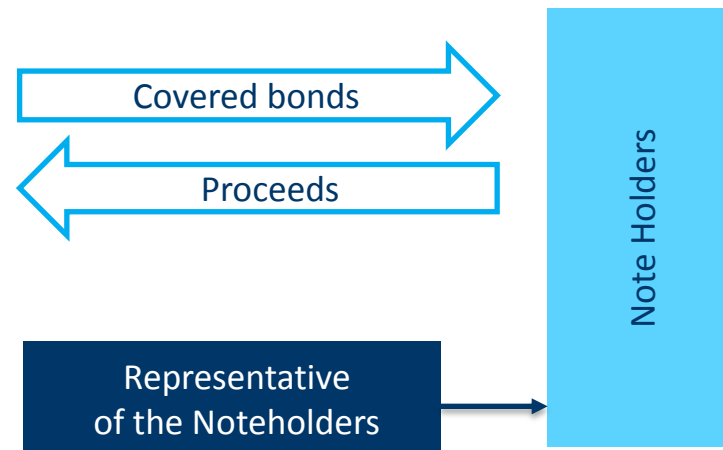 Covered bonds
Proceeds
Note Holders
Representative
of the Noteholders